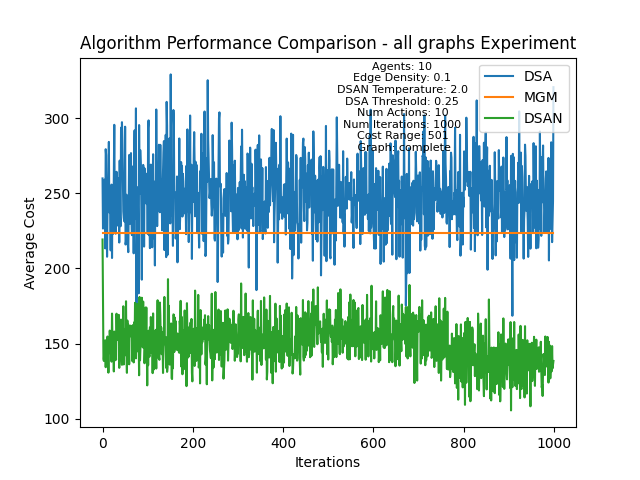 Algorithm Performance Comparison - all graphs Experiment
Agents: 10
Edge Density: 0.1
DSAN Temperature: 2.0
DSA Threshold: 0.25
Num Actions: 10
Num Iterations: 1000
Cost Range: 501
Graph: complete
DSA
MGM
DSAN
Average Cost
300
250
200
150
100
0
200
400
600
800
1000
Iterations